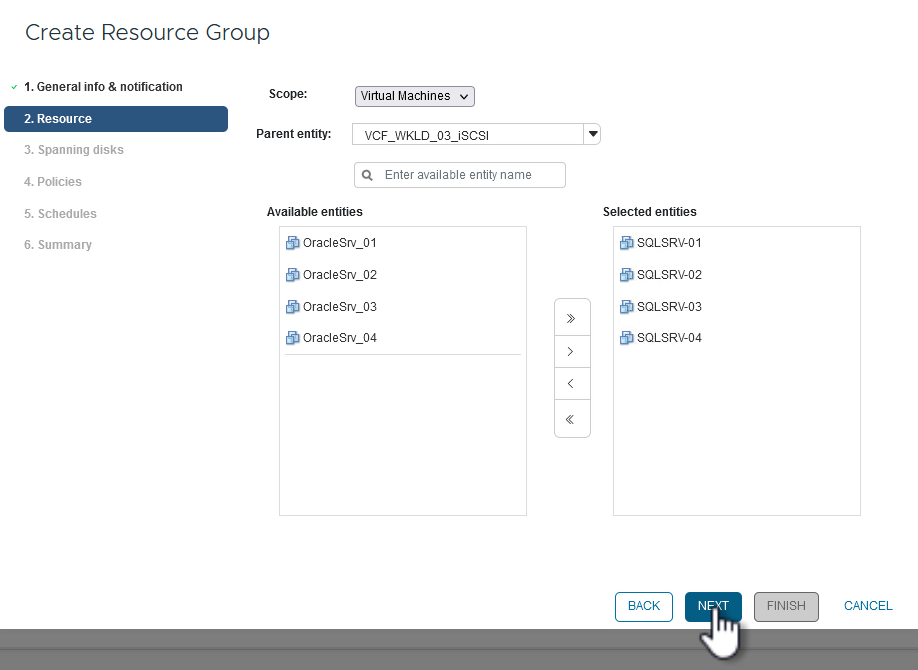 Create Resource Group
1. General info & notification
2. Resource
3. Spanning disks
4. Policies
5. Schedules
6. Summary
Scope:
Virtual Machines
Parent entity:
VCF_WKLD_03_iSCSI
Enter available entity name
Available entities
OracleSrv_01
OracleSrv_02
OracleSrv_03
OracleSrv_04
Selected entities
SQLSRV-01
SQLSRV-02
SQLSRV-03
SQLSRV-04
BACK
NEXT
FINISH
CANCEL